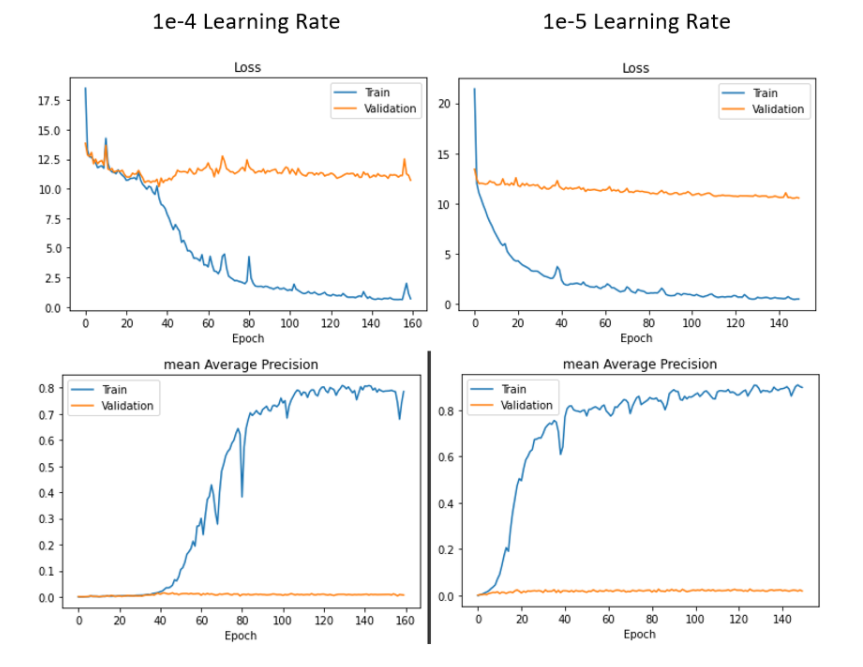 1e-4 Learning Rate
1e-5 Learning Rate
Loss
Train
Validation
17.5
15.0
12.5
10.0
7.5
5.0
2.5
0.0
0 20 40 60 80 100 120 140 160
Epoch
Loss
Train
Validation
20
15
10
5
0
0 20 40 60 80 100 120 140
Epoch
mean Average Precision
Train
Validation
0.8
0.7
0.6
0.5
0.4
0.3
0.2
0.1
0.0
0 20 40 60 80 100 120 140 160
Epoch
mean Average Precision
Train
Validation
0.8
0.6
0.4
0.2
0.0
0 20 40 60 80 100 120 140
Epoch